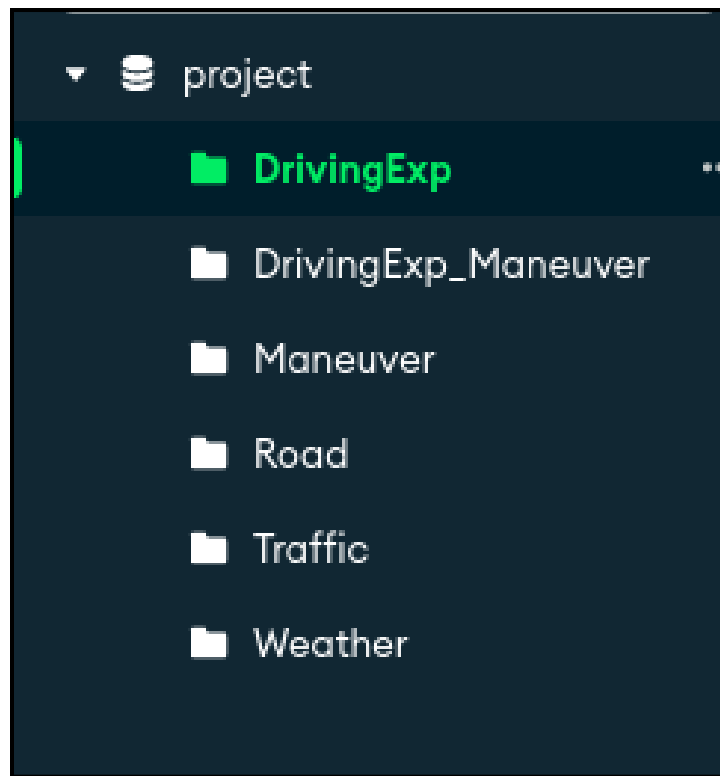 project
DrivingExp
DrivingExp_Maneuver
Maneuver
Road
Traffic
Weather